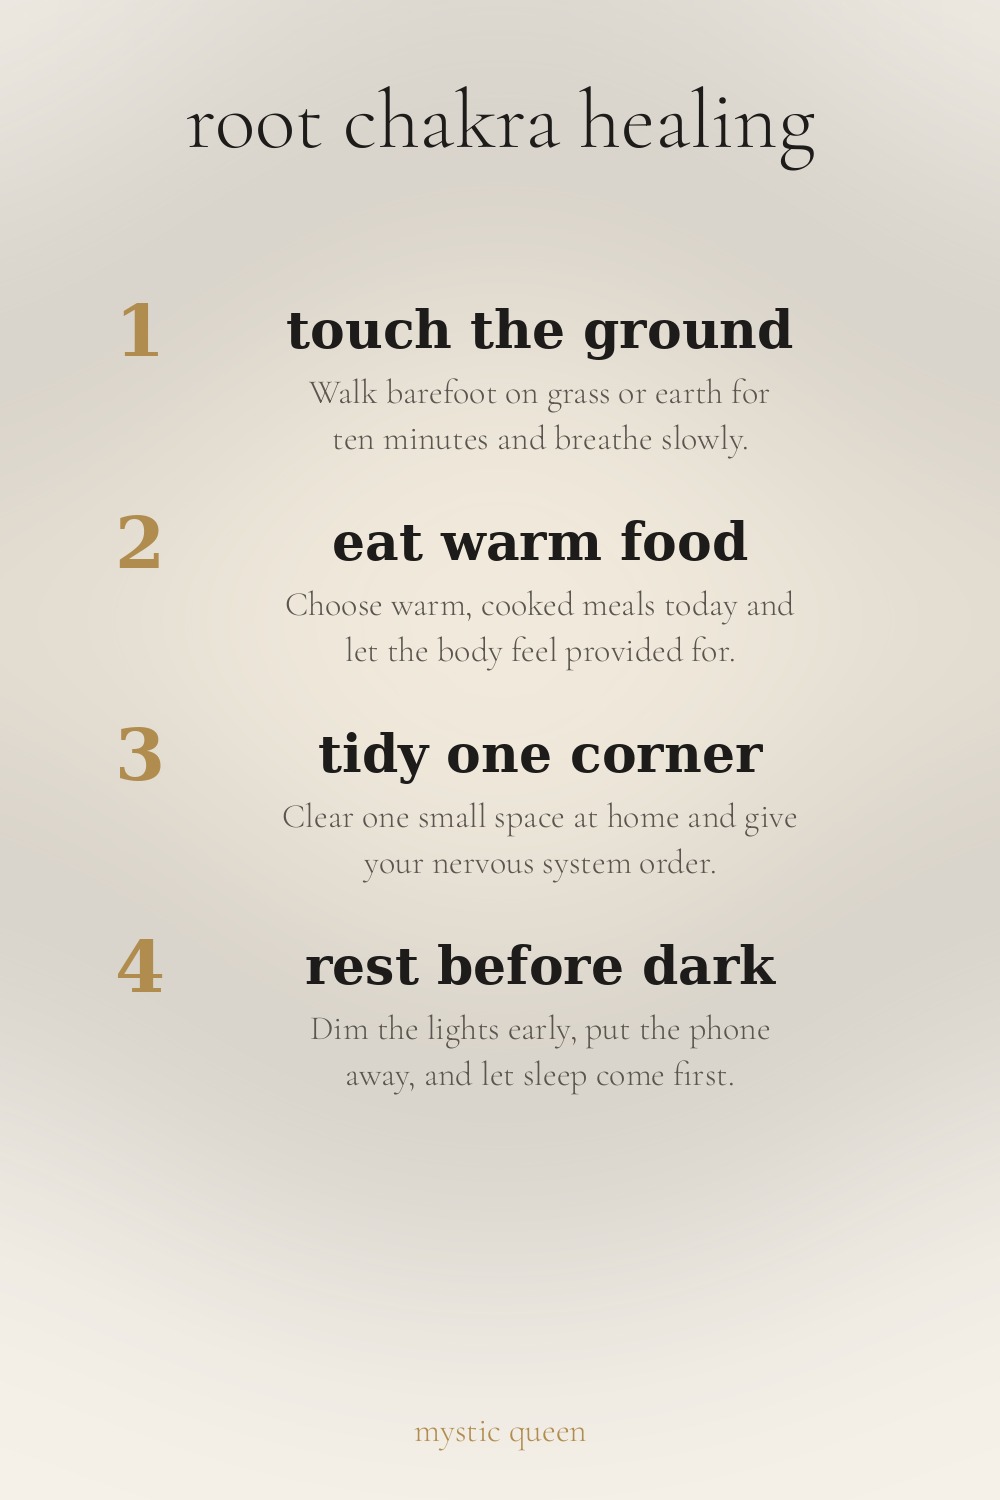 root chakra healing
1
touch the ground
Walk barefoot on grass or earth for
ten minutes and breathe slowly.
2
eat warm food
Choose warm, cooked meals today and
let the body feel provided for.
3
tidy one corner
Clear one small space at home and give
your nervous system order.
4
rest before dark
Dim the lights early, put the phone
away, and let sleep come first.
mystic queen